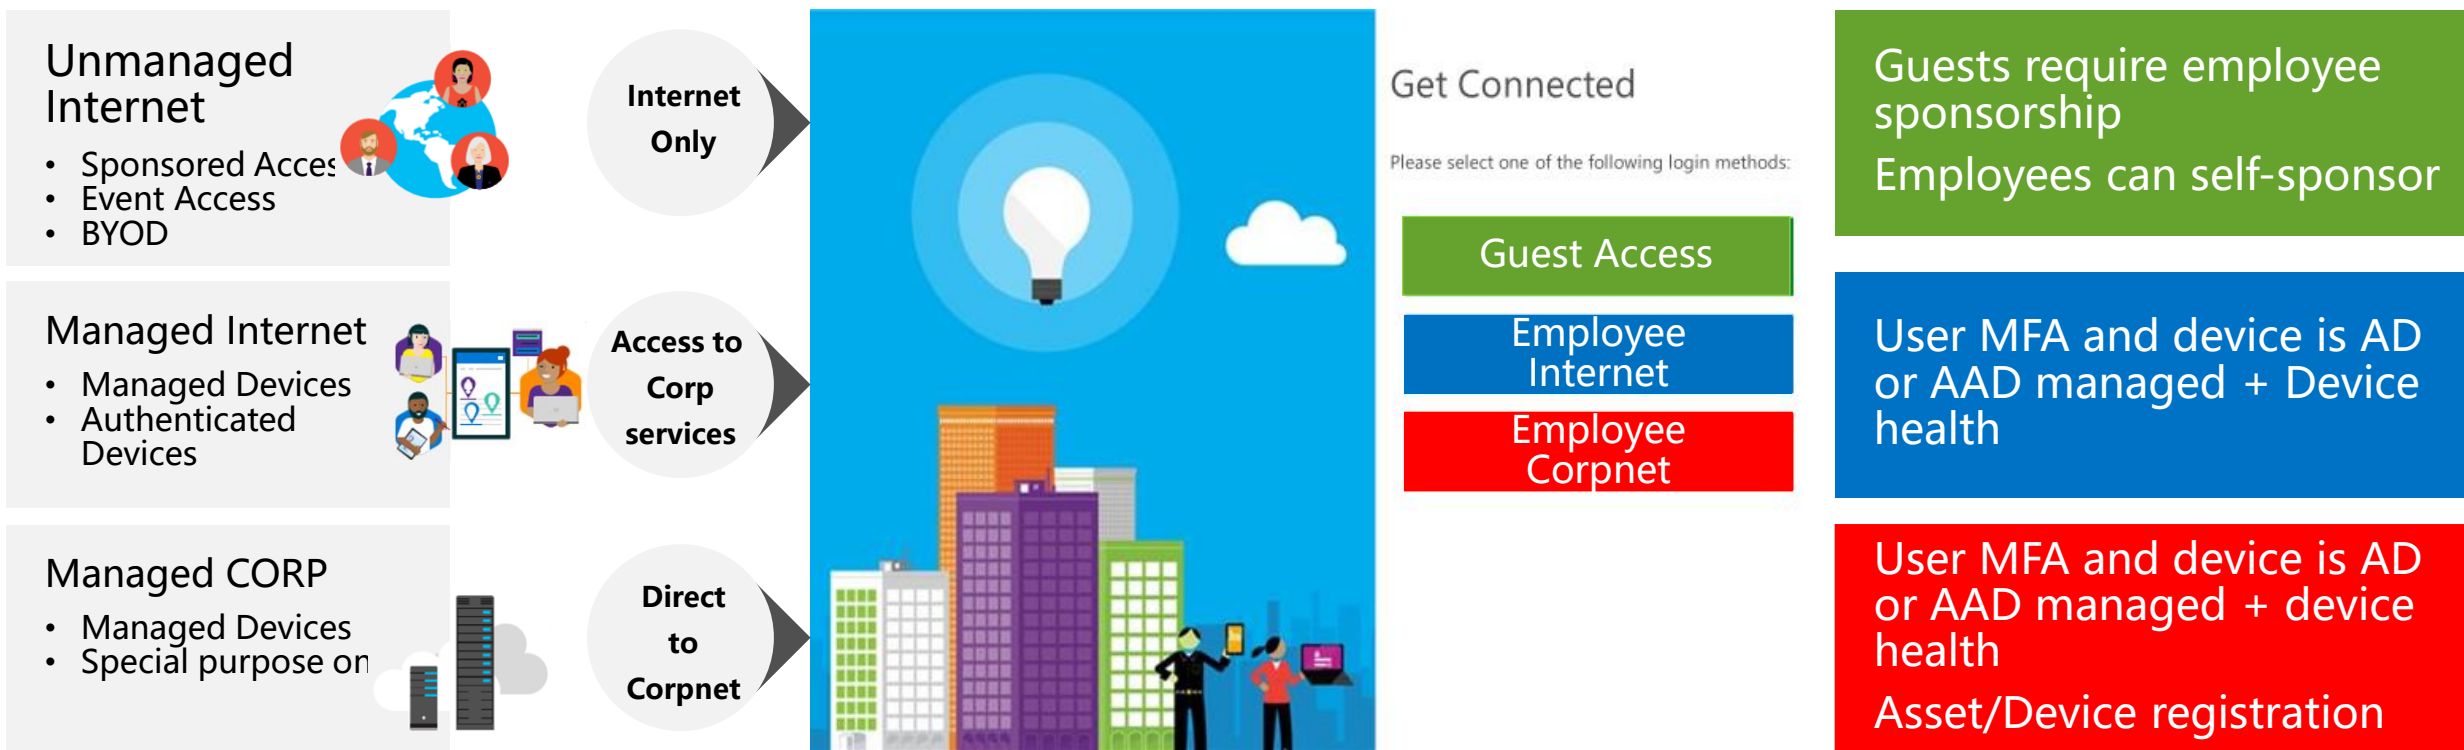 Unmanaged
Internet
• Sponsored Acces
• Event Access
• BYOD
Internet
Only
Managed Internet
• Managed Devices
• Authenticated
Devices
Access to
Corp
services
Managed CORP
• Managed Devices
• Special purpose on
Direct
to
Corpnet
Get Connected
Please select one of the following login methods:
Guest Access
Employee
Internet
Employee
Corpnet
Guests require employee
sponsorship
Employees can self-sponsor
User MFA and device is AD
or AAD managed + Device
health
User MFA and device is AD
or AAD managed + device
health
Asset/Device registration